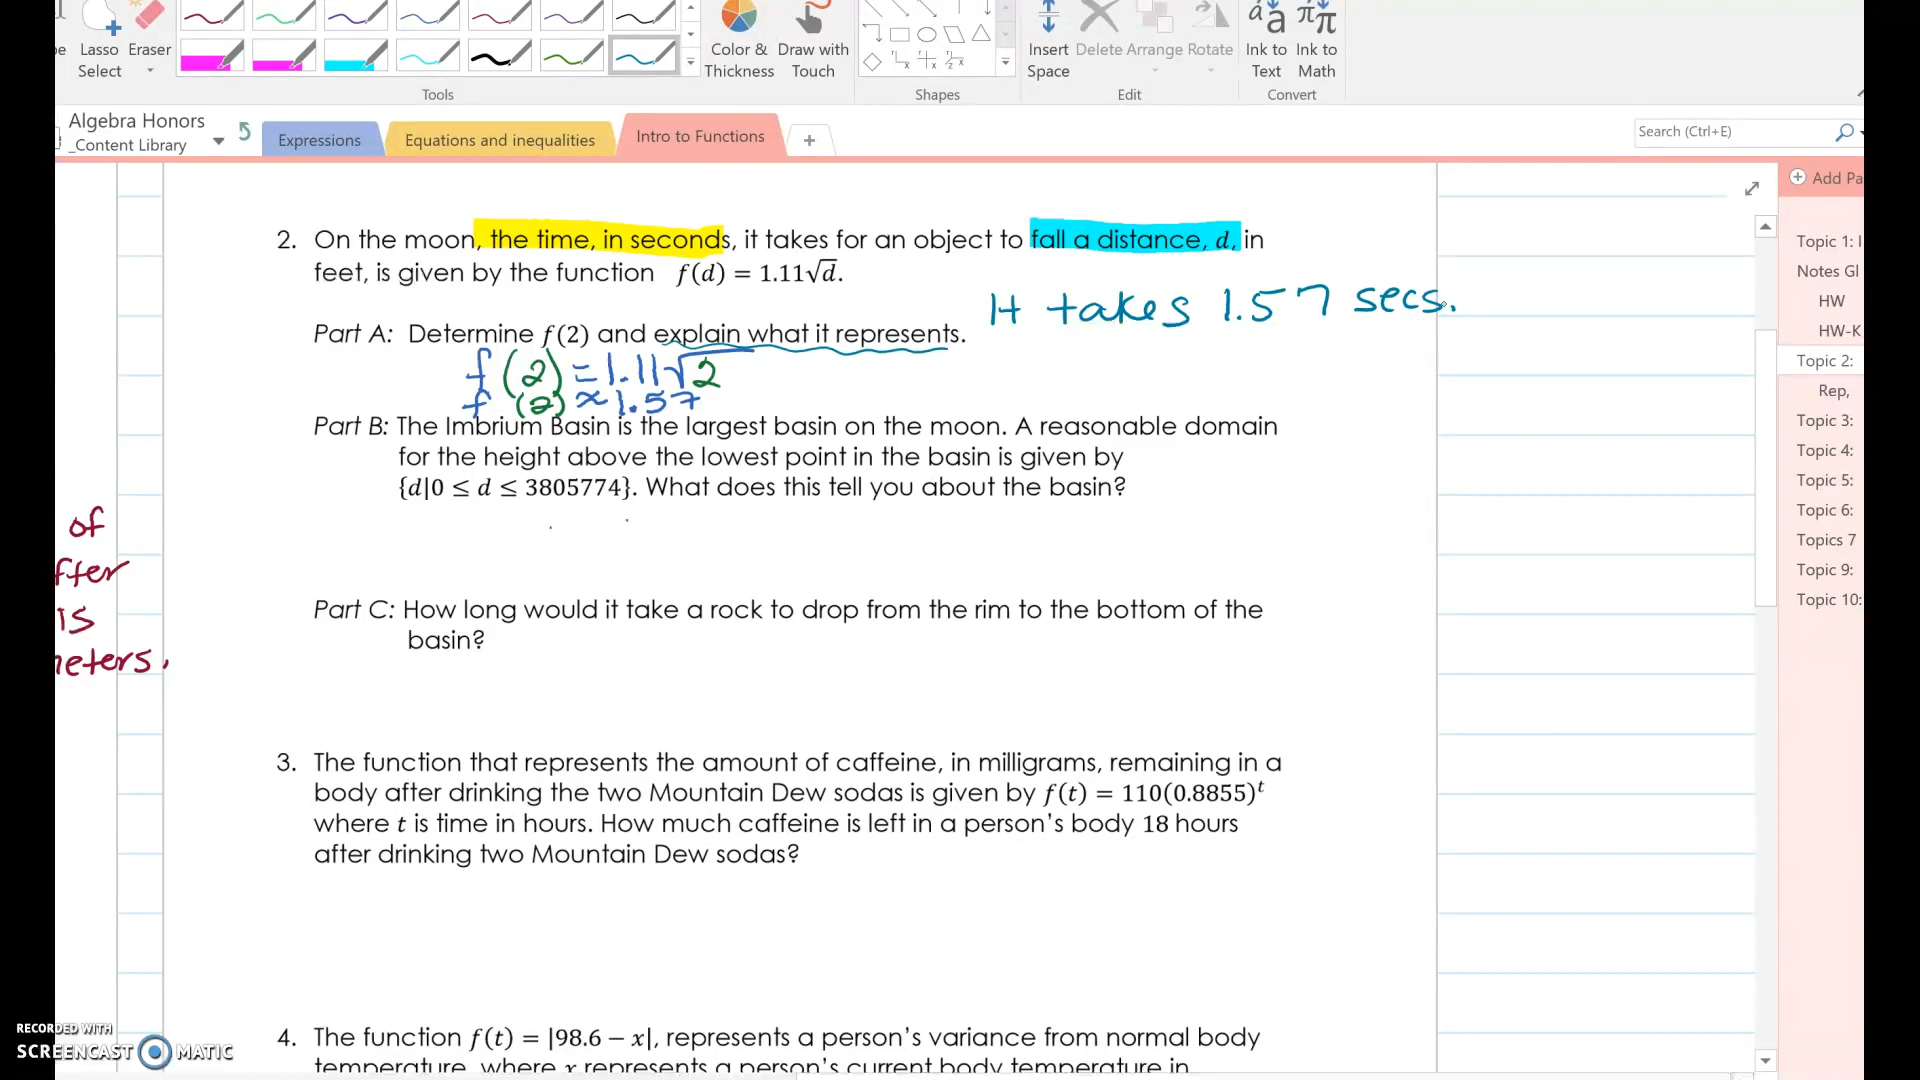 Lasso
Select
Eraser
Color &
Thickness
Draw with
Touch
Insert
Space
Delete
Arrange
Rotate
Ink to
Text
Ink to
Math
Tools
Shapes
Edit
Convert
Algebra Honors
_Content Library
Expressions
Equations and inequalities
Intro to Functions
Search (Ctrl+E)
Add Pa
2. On the moon, the time, in seconds, it takes for an object to fall a distance, d, in
feet, is given by the function f(d) = 1.11√d.
It takes 1.57 secs.
Part A: Determine f(2) and explain what it represents.
f(2) = 1.11√2
f(2) ≈ 1.57
Part B: The Imbrium Basin is the largest basin on the moon. A reasonable domain
for the height above the lowest point in the basin is given by
{d|0 ≤ d ≤ 3805774}. What does this tell you about the basin?
of
ffter
is
meters.
Part C: How long would it take a rock to drop from the rim to the bottom of the
basin?
3. The function that represents the amount of caffeine, in milligrams, remaining in a
body after drinking the two Mountain Dew sodas is given by f(t) = 110(0.8855)ᵗ
where t is time in hours. How much caffeine is left in a person's body 18 hours
after drinking two Mountain Dew sodas?
4. The function f(t) = |98.6 − x|, represents a person's variance from normal body
temperature, where x represents a person's current body temperature in
Topic 1: I
Notes Gl
HW
HW-K
Topic 2:
Rep,
Topic 3:
Topic 4:
Topic 5:
Topic 6:
Topics 7
Topic 9:
Topic 10:
RECORDED WITH
SCREENCAST MATIC